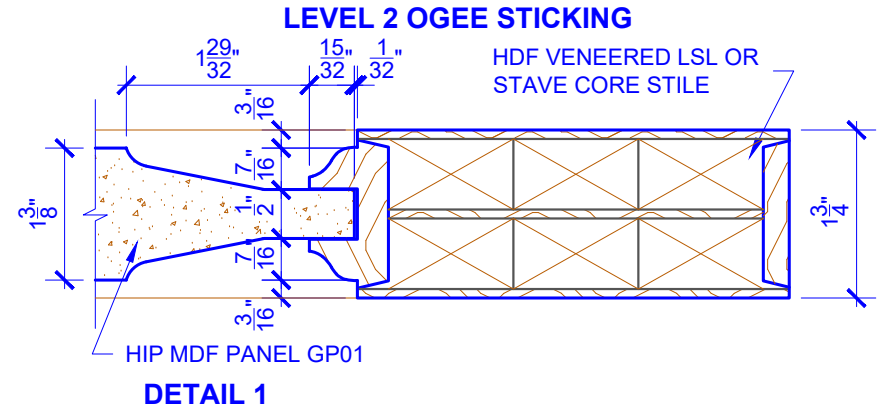 LEVEL 2 OGEE STICKING
1 29/32"
15/32"
1/32"
HDF VENEERED LSL OR
STAVE CORE STILE
3/16"
7/16"
1/2"
7/16"
3/16"
1 3/8"
1 3/4"
HIP MDF PANEL GP01
DETAIL 1